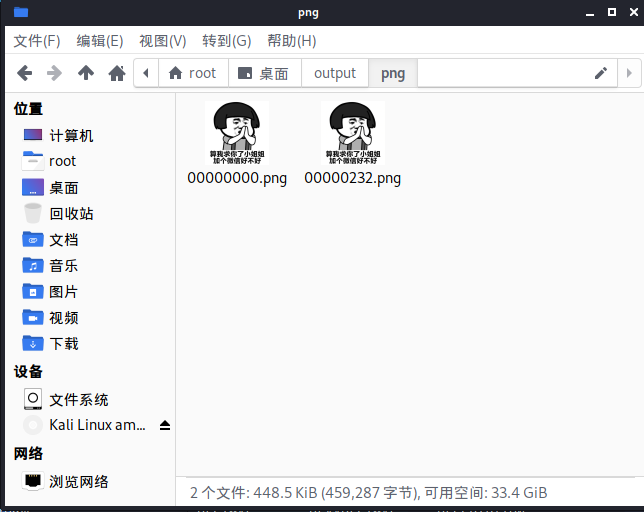 png
文件(F) 编辑(E) 视图(V) 转到(G) 帮助(H)
root 桌面 output png
位置
计算机
root
桌面
回收站
文档
音乐
图片
视频
下载
设备
文件系统
Kali Linux am...
网络
浏览网络
算我求你了小姐姐
加个微信好不好
00000000.png
算我求你了小姐姐
加个微信好不好
00000232.png
2 个文件: 448.5 KiB (459,287 字节), 可用空间: 33.4 GiB